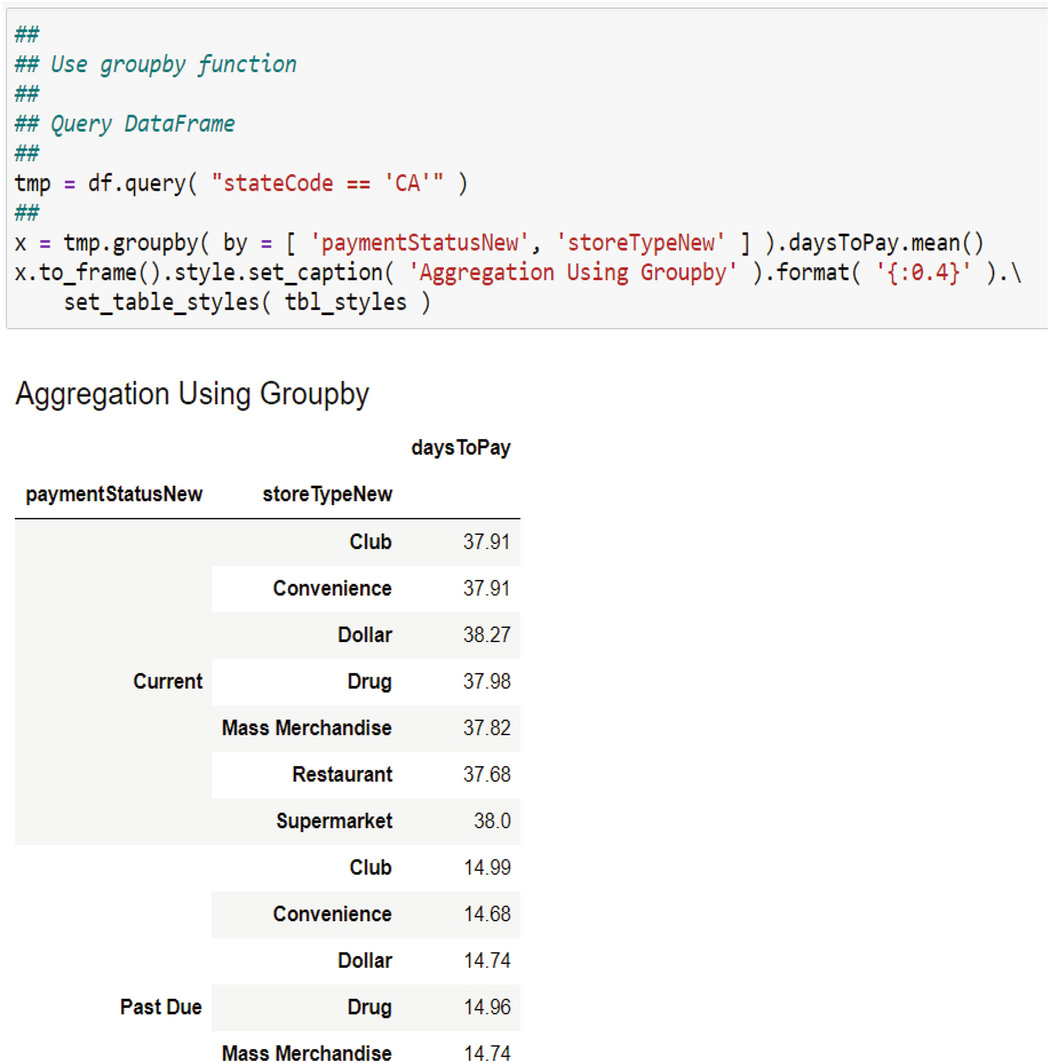 ##
## Use groupby function
##
## Query DataFrame
##
tmp = df.query( "stateCode == 'CA'" )
##
x = tmp.groupby( by = [ 'paymentStatusNew', 'storeTypeNew' ] ).daysToPay.mean()
x.to_frame().style.set_caption( 'Aggregation Using Groupby' ).format( '{:0.4}' ).\
    set_table_styles( tbl_styles )
Aggregation Using Groupby
daysToPay
paymentStatusNew storeTypeNew
Club 37.91
Convenience 37.91
Dollar 38.27
Current Drug 37.98
Mass Merchandise 37.82
Restaurant 37.68
Supermarket 38.0
Club 14.99
Convenience 14.68
Dollar 14.74
Past Due Drug 14.96
Mass Merchandise 14.74